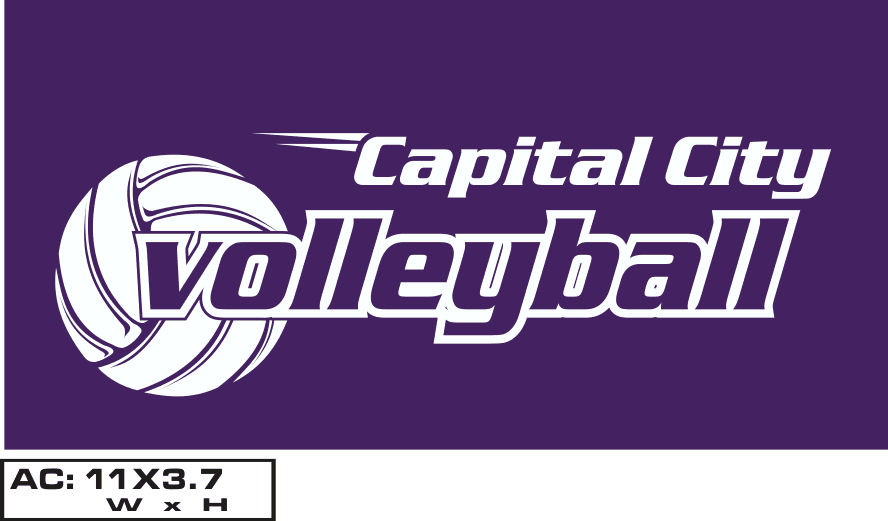 Capital City
volleyball
AC: 11X3.7
W x H